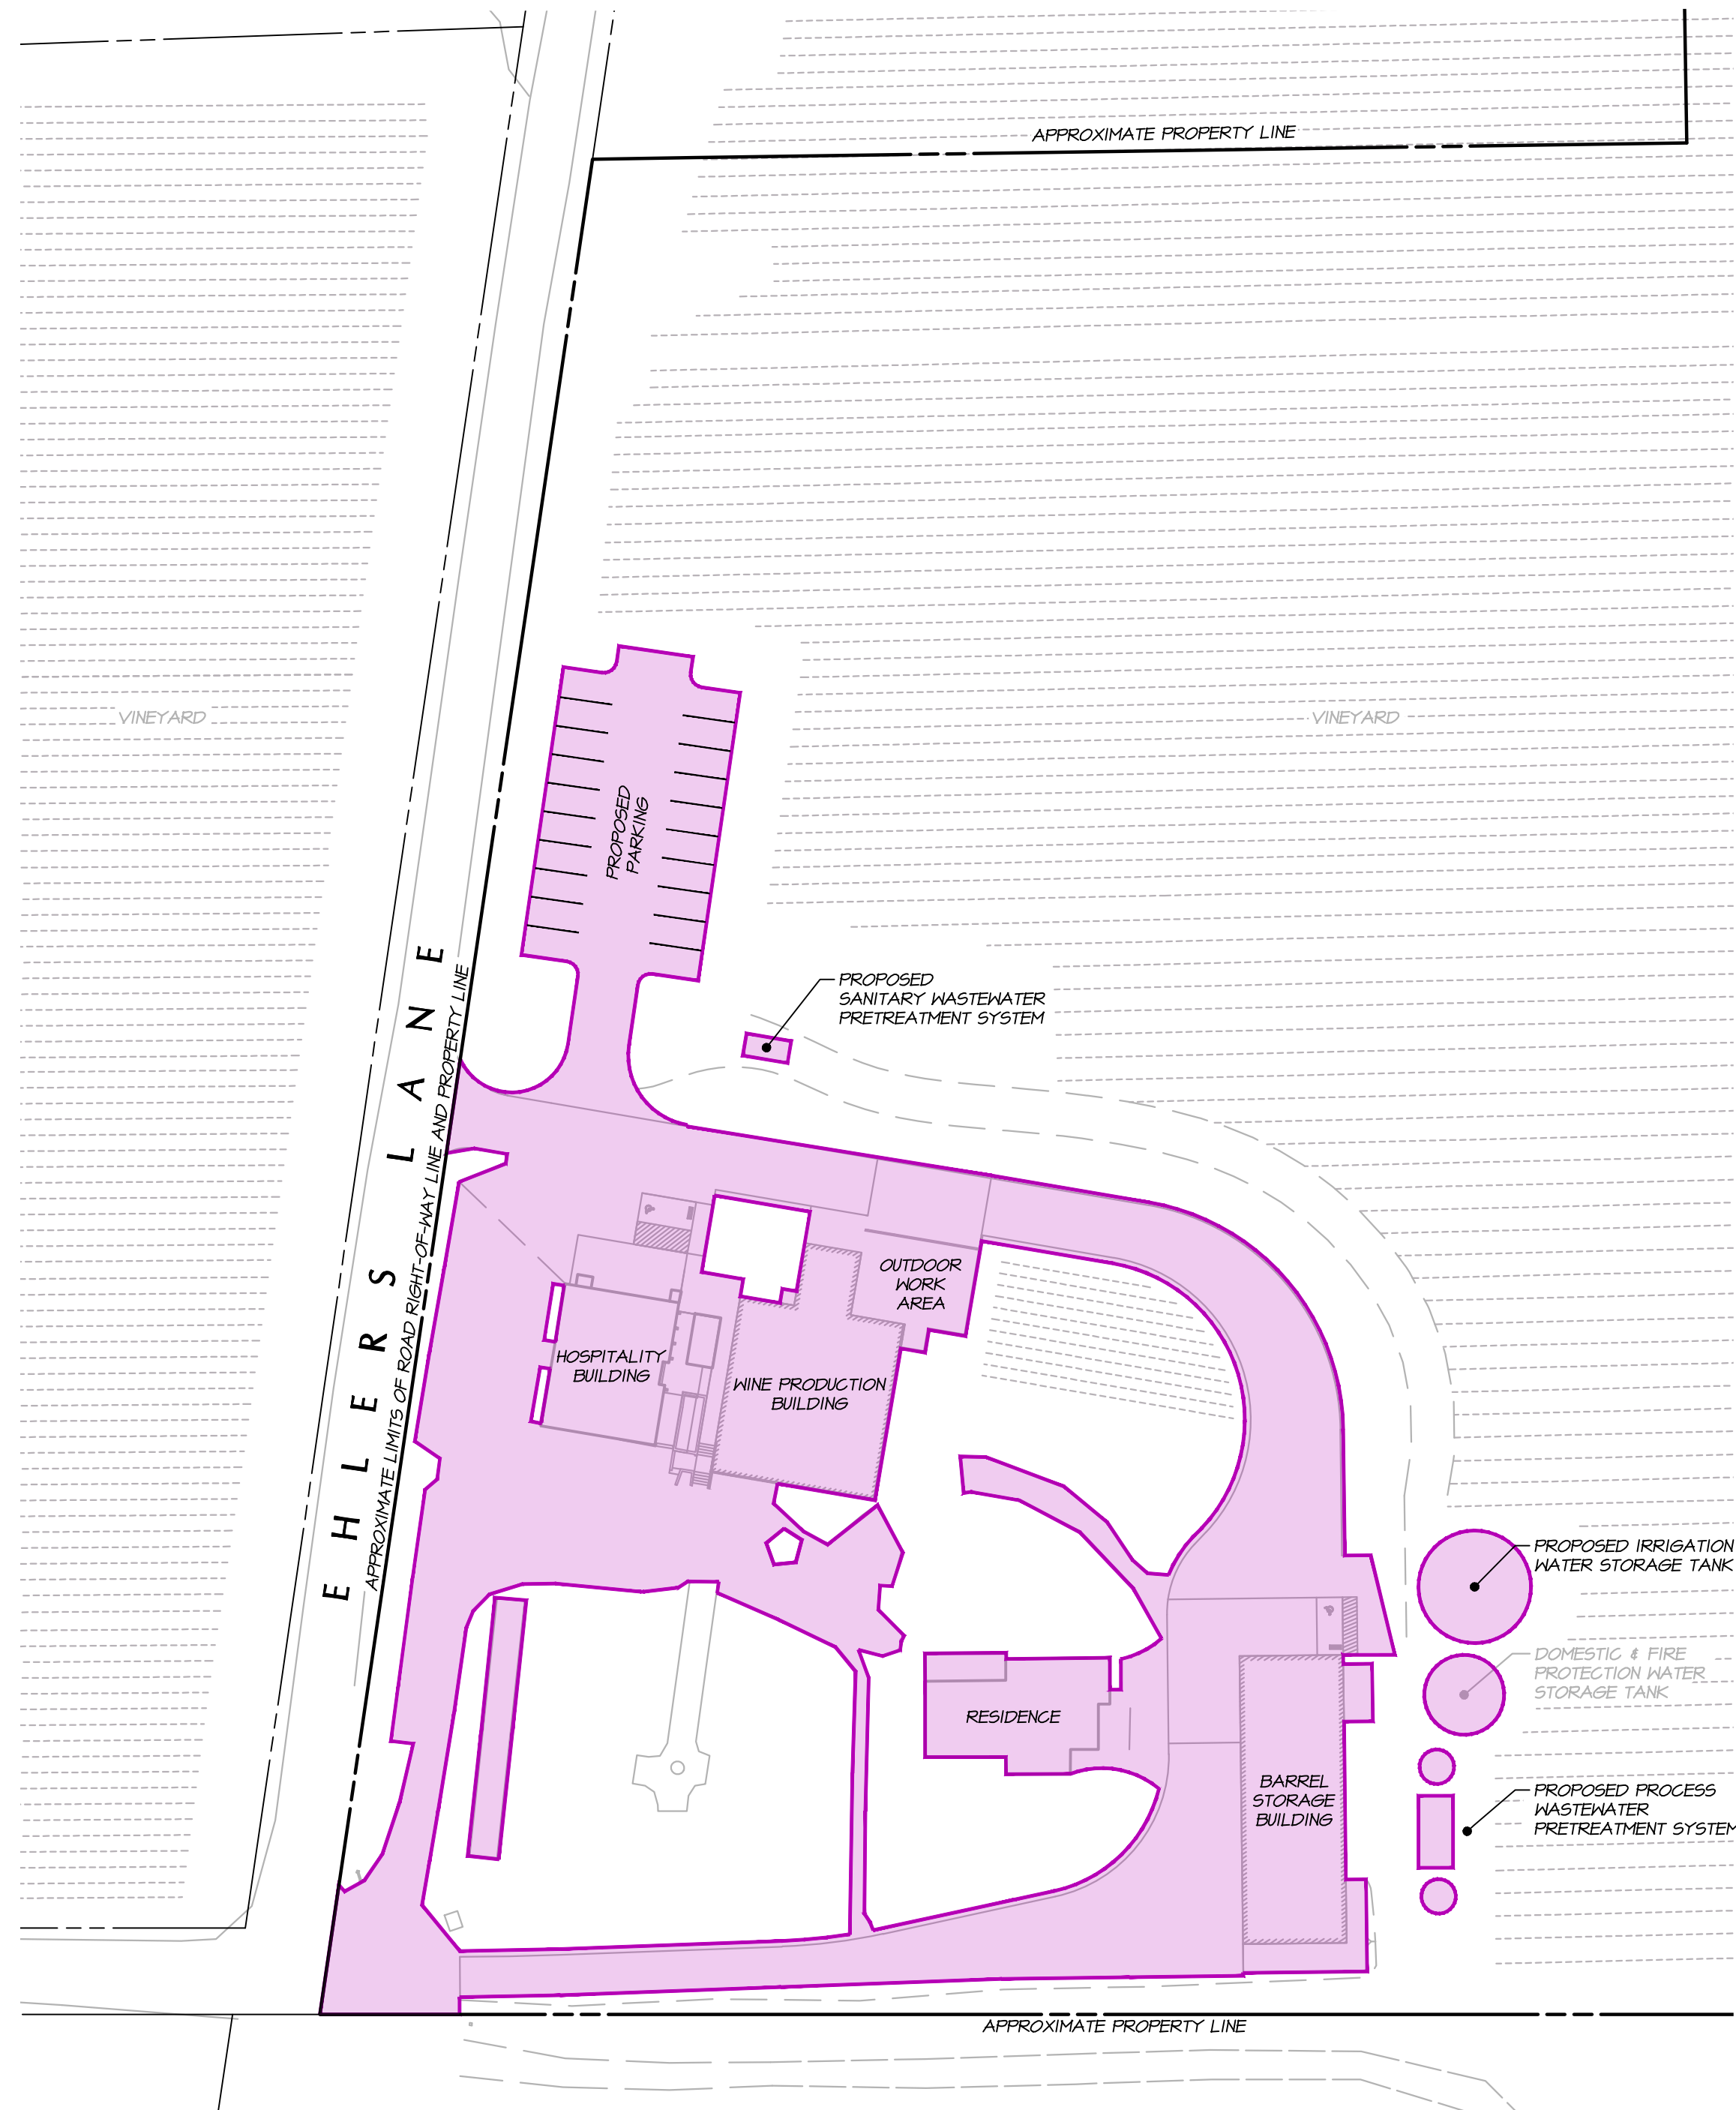 APPROXIMATE PROPERTY LINE
VINEYARD
VINEYARD
PROPOSED
PARKING
PROPOSED
SANITARY WASTEWATER
PRETREATMENT SYSTEM
EHLERS LANE
APPROXIMATE LIMITS OF ROAD RIGHT-OF-WAY LINE AND PROPERTY LINE
OUTDOOR
WORK
AREA
HOSPITALITY
BUILDING
WINE PRODUCTION
BUILDING
PROPOSED IRRIGATION
WATER STORAGE TANK
DOMESTIC & FIRE
PROTECTION WATER
STORAGE TANK
RESIDENCE
BARREL
STORAGE
BUILDING
PROPOSED PROCESS
WASTEWATER
PRETREATMENT SYSTEM
APPROXIMATE PROPERTY LINE